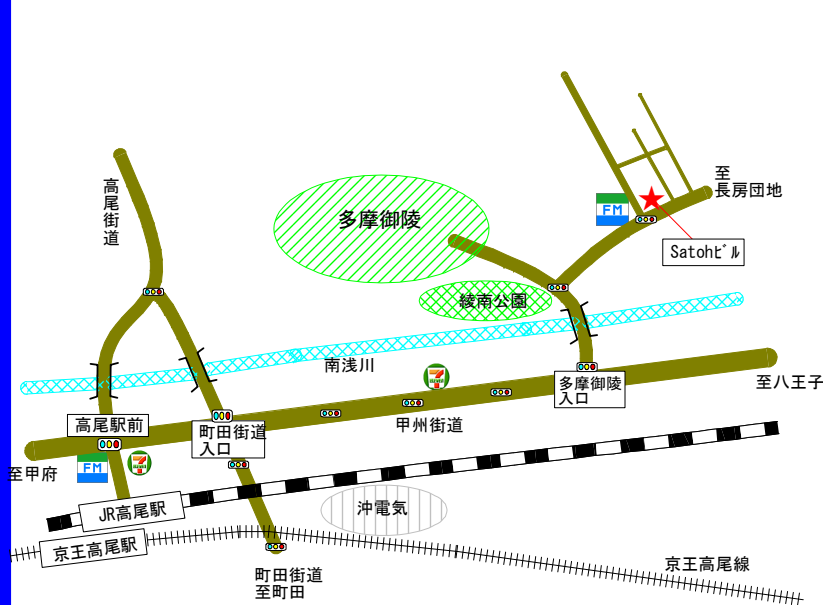 高尾街道
多摩御陵
至
長房団地
FM
Satohビル
綾南公園
南浅川
7
多摩御陵
入口
至八王子
高尾駅前
町田街道
入口
甲州街道
至甲府
FM
7
JR高尾駅
沖電気
京王高尾駅
京王高尾線
町田街道
至町田